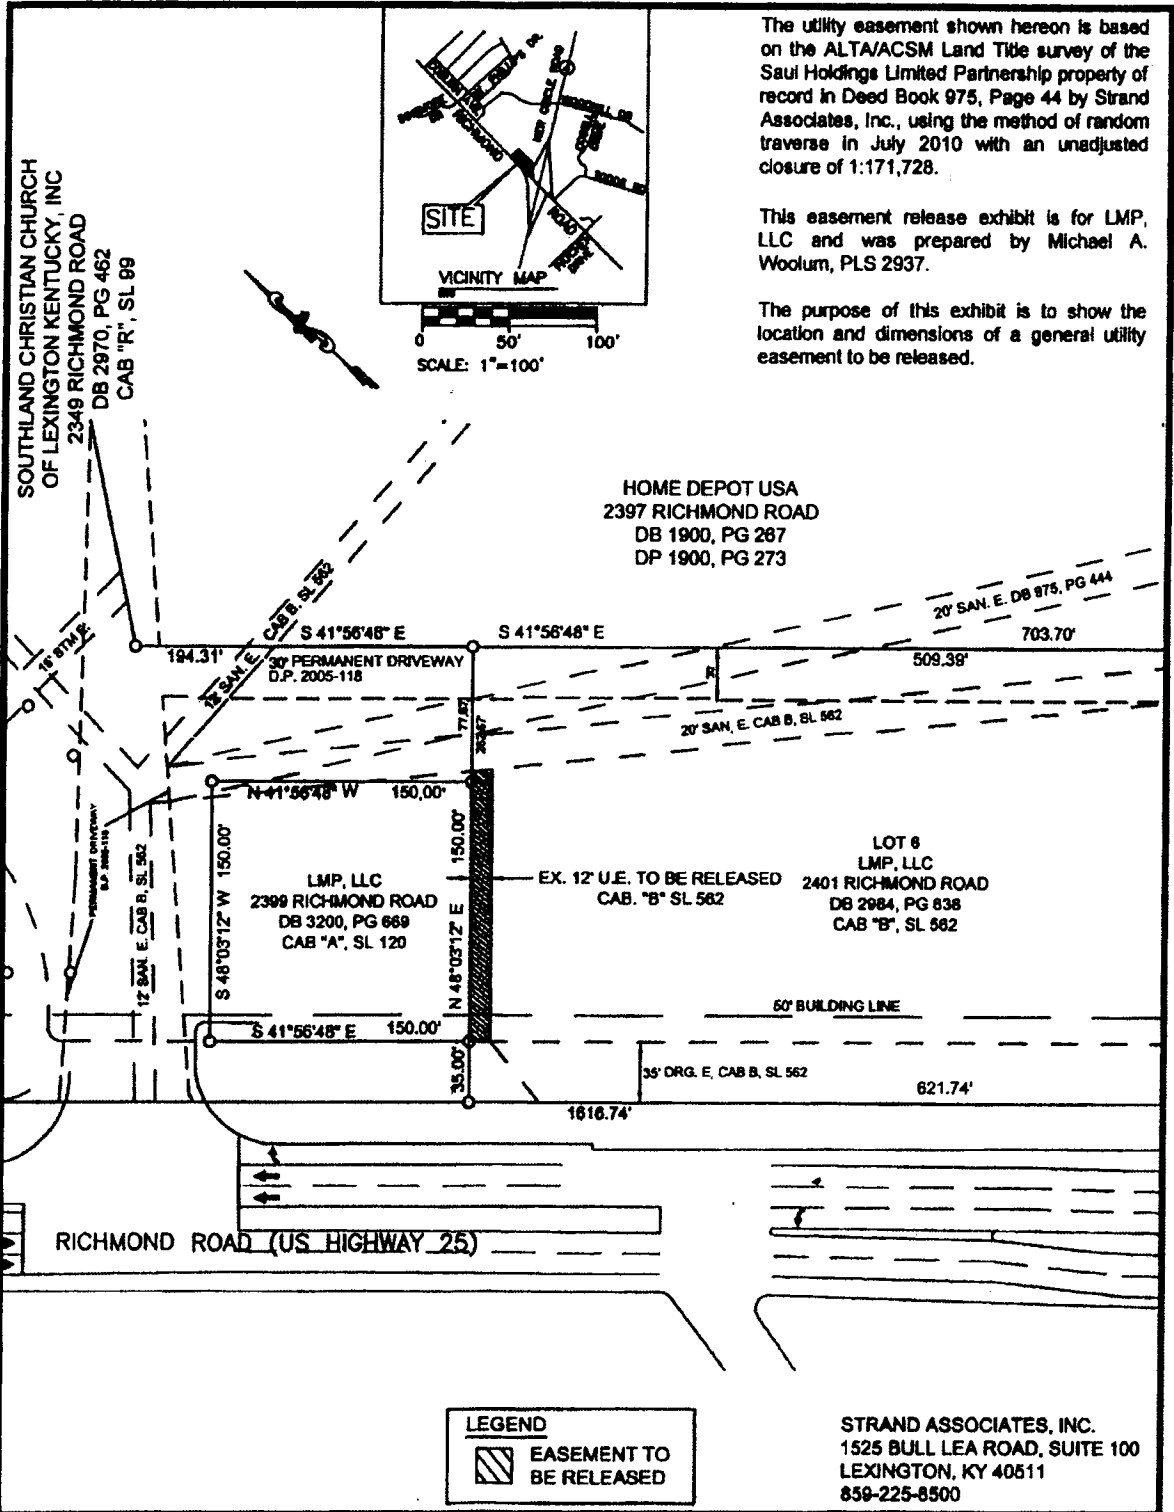 The utility easement shown hereon is based
on the ALTA/ACSM Land Title survey of the
Saul Holdings Limited Partnership property of
record in Deed Book 975, Page 44 by Strand
Associates, Inc., using the method of random
traverse in July 2010 with an unadjusted
closure of 1:171,728.
This easement release exhibit is for LMP,
LLC and was prepared by Michael A.
Woolum, PLS 2937.
The purpose of this exhibit is to show the
location and dimensions of a general utility
easement to be released.
RICHMOND
ROAD
NEW CIRCLE ROAD
SITE
VICINITY MAP
0 50' 100'
SCALE: 1"=100'
SOUTHLAND CHRISTIAN CHURCH
OF LEXINGTON KENTUCKY, INC
2349 RICHMOND ROAD
DB 2970, PG 462
CAB "R", SL 99
HOME DEPOT USA
2397 RICHMOND ROAD
DB 1900, PG 267
DP 1900, PG 273
20' SAN. E. DB 975, PG 444
12' SAN. E. CAB B, SL 562
S 41°56'48" E
S 41°56'48" E
703.70'
194.31'
30' PERMANENT DRIVEWAY
D.P. 2005-118
509.39'
20' SAN. E. CAB B, SL 562
N 41°56'48" W 150.00'
PERMANENT DRIVEWAY
12' SAN. E. CAB B, SL 562
S 48°03'12" W 150.00'
LMP, LLC
2399 RICHMOND ROAD
DB 3200, PG 669
CAB "A", SL 120
N 48°03'12" E 150.00'
EX. 12' U.E. TO BE RELEASED
CAB. "B" SL 562
LOT 6
LMP, LLC
2401 RICHMOND ROAD
DB 2984, PG 838
CAB "B", SL 562
50' BUILDING LINE
S 41°56'48" E 150.00'
35.00'
35' DRG. E, CAB B, SL 562
621.74'
1616.74'
RICHMOND ROAD (US HIGHWAY 25)
LEGEND
EASEMENT TO
BE RELEASED
STRAND ASSOCIATES, INC.
1525 BULL LEA ROAD, SUITE 100
LEXINGTON, KY 40511
859-225-8500